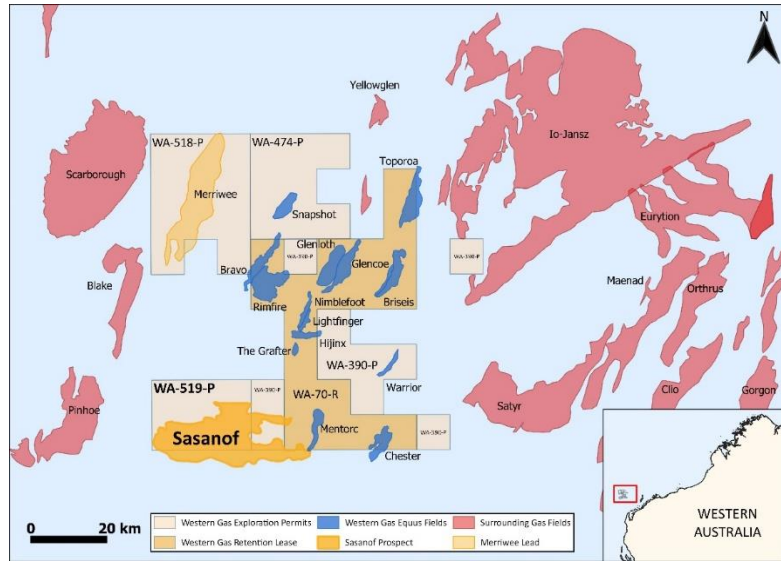 N
Yellowglen
WA-518-P
WA-474-P
Io-Jansz
Toporoa
Scarborough
Merriwee
Snapshot
Eurytion
Glenloth
WA-390-P
Glencoe
WA-390-P
Bravo
Maenad
Blake
Orthrus
Rimfire
Nimblefoot
Briseis
Lightfinger
Hijinx
The Grafter
WA-390-P
WA-519-P
WA-390-P
WA-70-R
Warrior
Pinhoe
Satyr
Clio
Gorgon
Sasanof
Mentorc
WA-390-P
Chester
WESTERN
AUSTRALIA
0
20 km
Western Gas Exploration Permits
Western Gas Equus Fields
Surrounding Gas Fields
Western Gas Retention Lease
Sasanof Prospect
Merriwee Lead